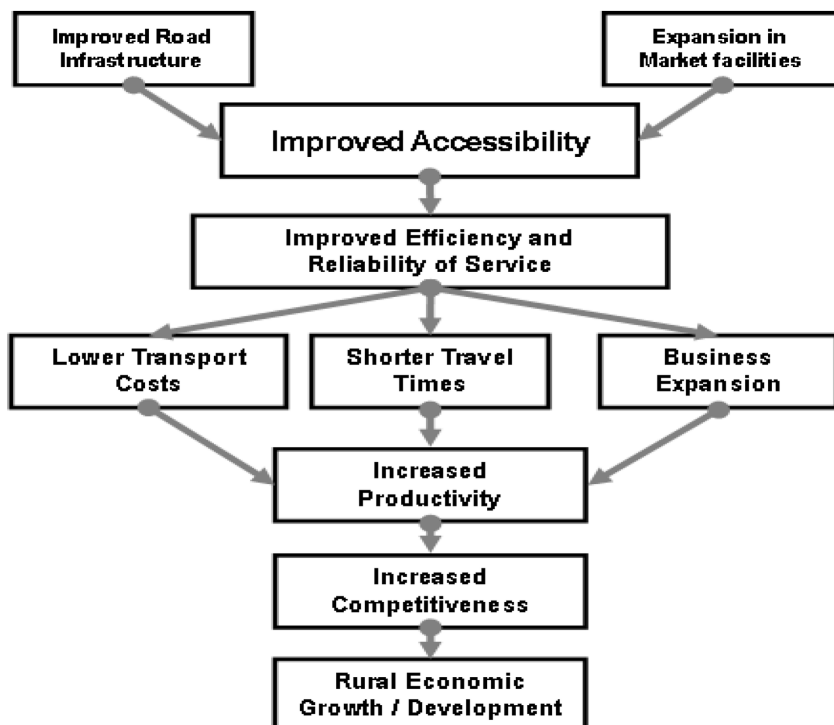 Improved Road
Infrastructure
Expansion in
Market facilities
Improved Accessibility
Improved Efficiency and
Reliability of Service
Lower Transport
Costs
Shorter Travel
Times
Business
Expansion
Increased
Productivity
Increased
Competitiveness
Rural Economic
Growth / Development